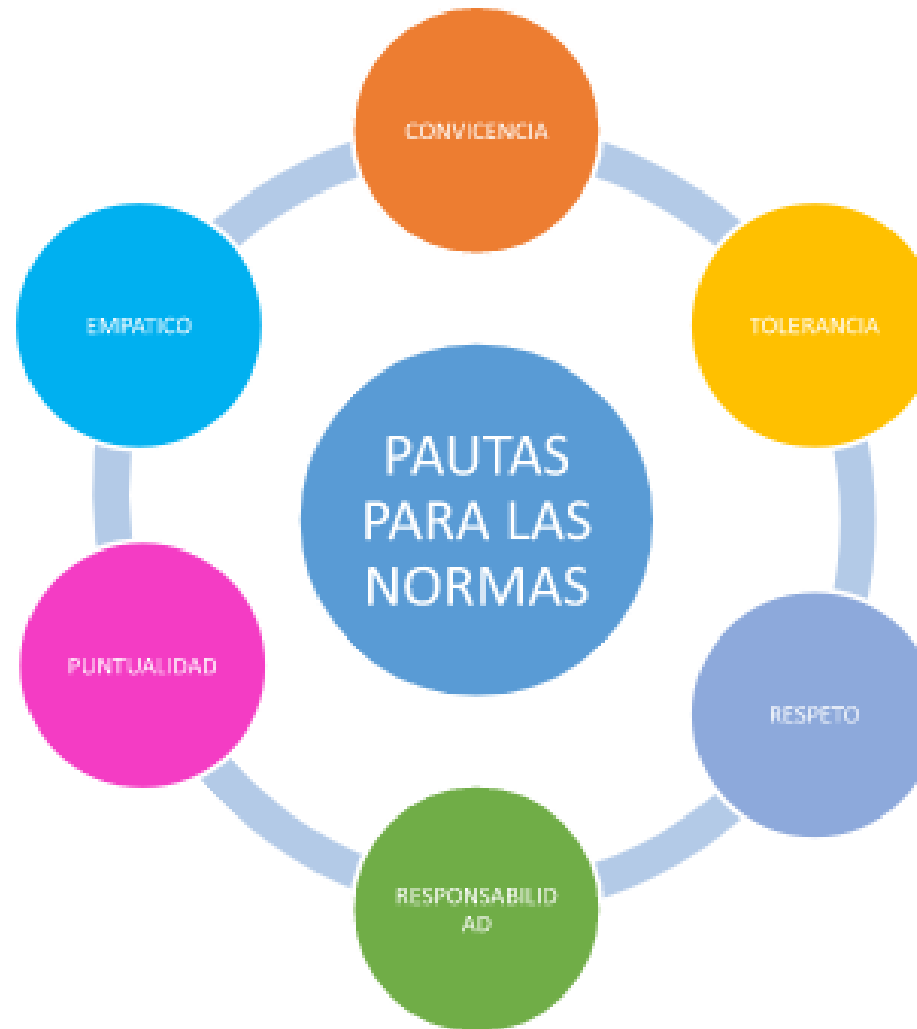 CONVICENCIA
TOLERANCIA
RESPETO
RESPONSABILID
AD
PUNTUALIDAD
EMPATICO
PAUTAS
PARA LAS
NORMAS